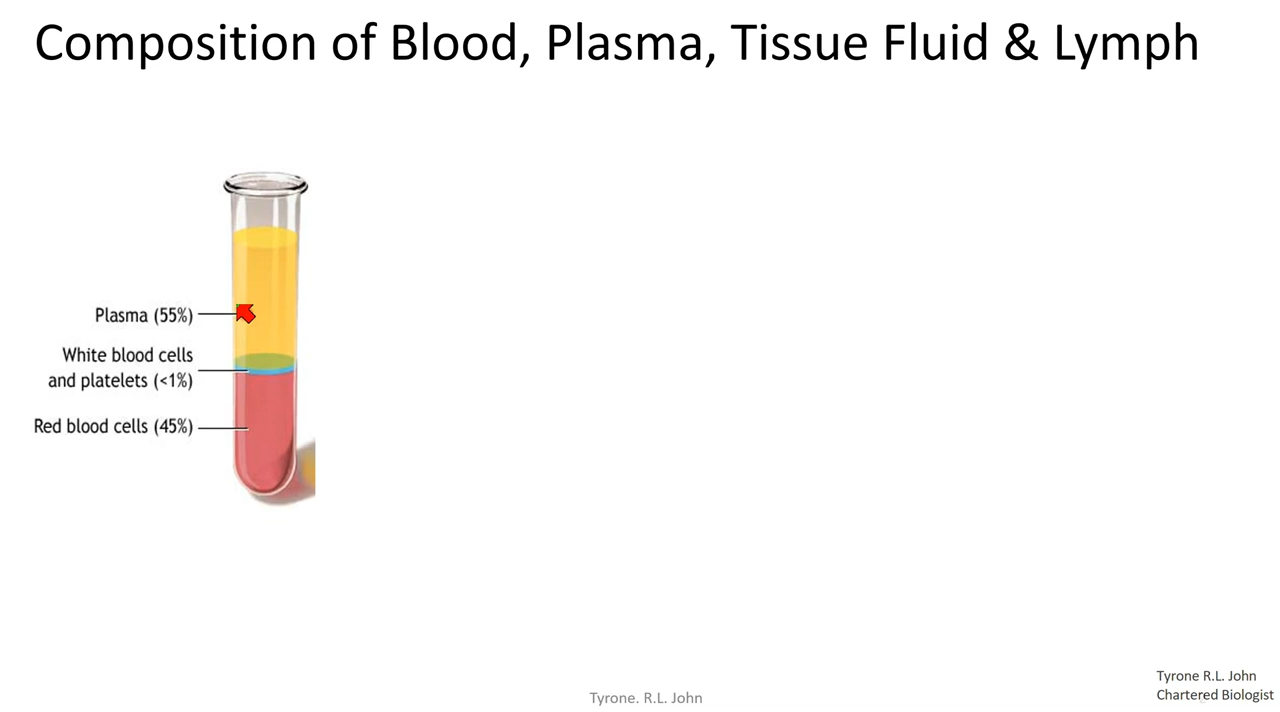 Composition of Blood, Plasma, Tissue Fluid & Lymph
Plasma (55%)
White blood cells
and platelets (<1%)
Red blood cells (45%)
Tyrone. R.L. John
Tyrone R.L. John
Chartered Biologist